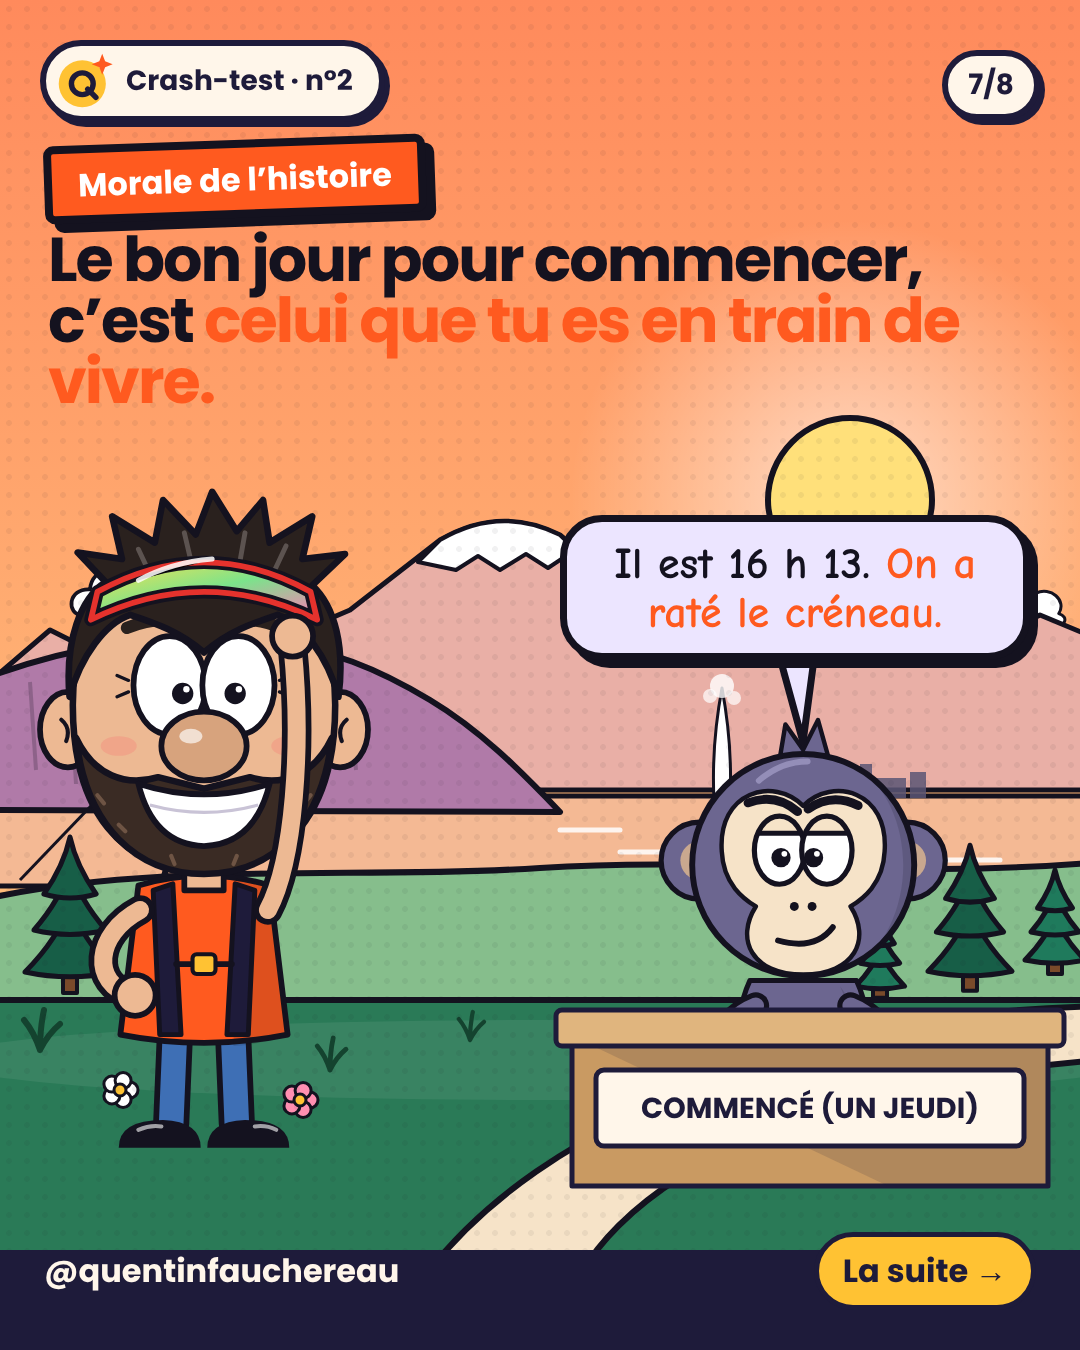 Q Crash-test · n°2
7/8
Morale de l’histoire
Le bon jour pour commencer,
c’est celui que tu es en train de
vivre.
Il est 16 h 13. On a
raté le créneau.
COMMENCÉ (UN JEUDI)
@quentinfauchereau
La suite →